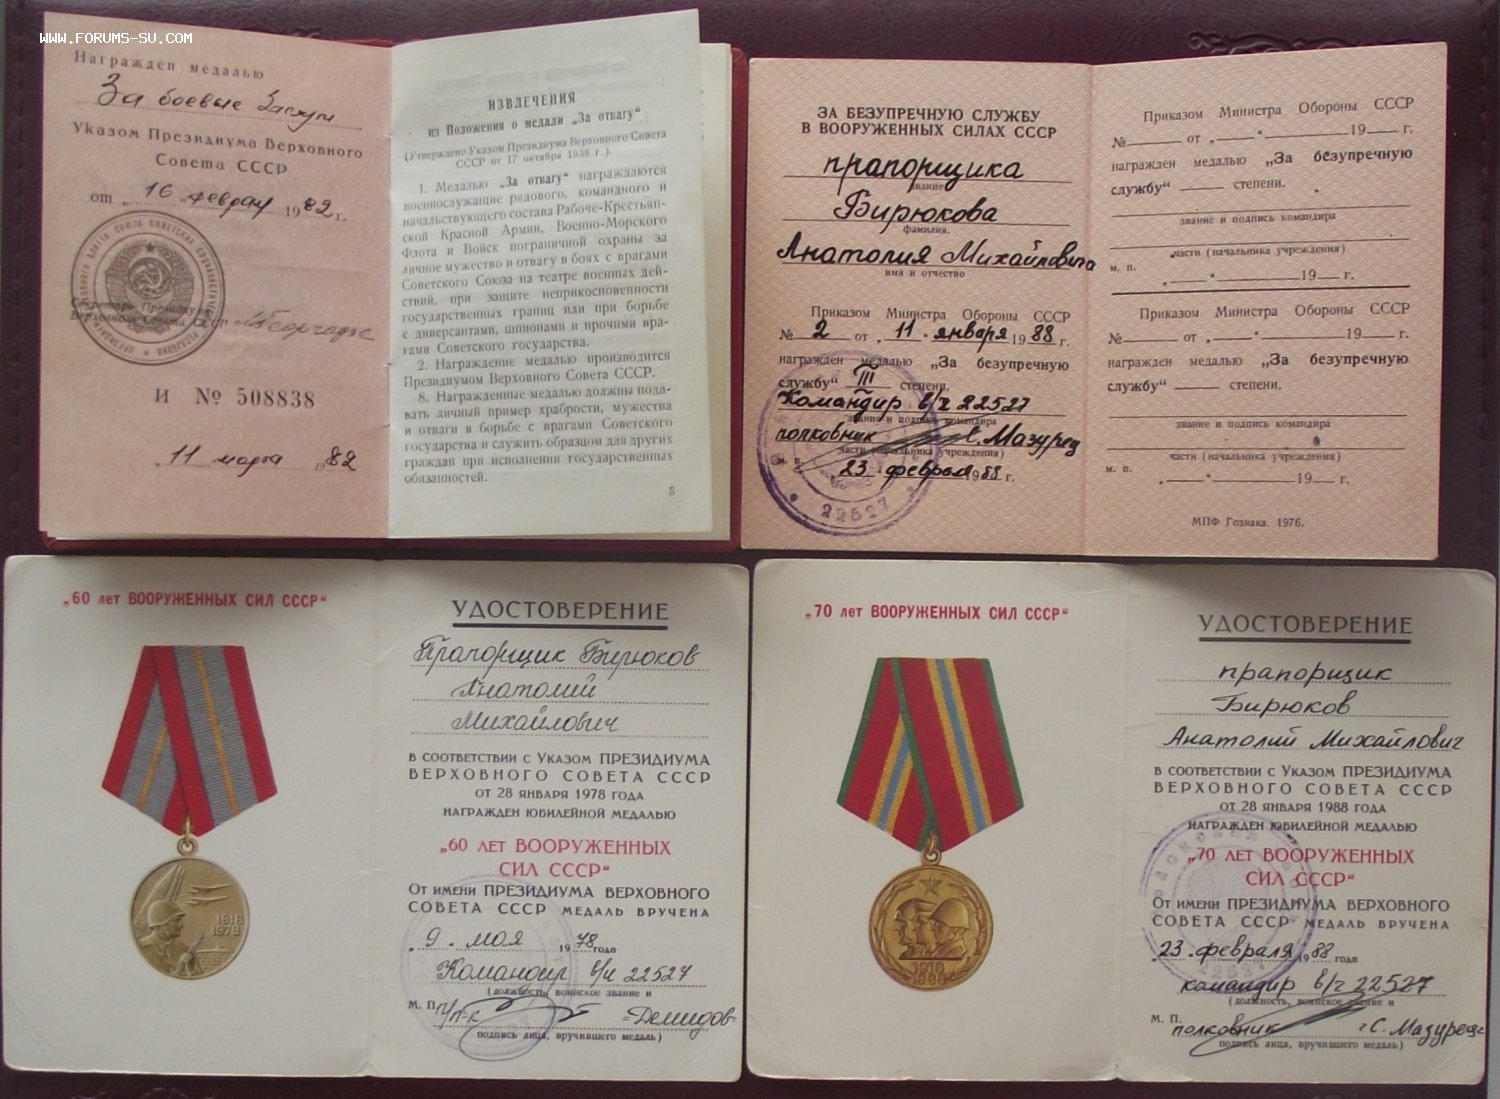 www.forums-su.com
Награжден медалью
За боевые Заслуги
Указом Президиума Верховного
Совета СССР
от „16“ февраля 1982 г.
Секретарь Президиума
Верховного Совета СССР МГеоргадзе
И № 508838
„11“ марта 1982
ИЗВЛЕЧЕНИЯ
из Положения о медали „За отвагу“
(Утверждено Указом Президиума Верховного Совета
СССР от 17 октября 1938 г.).
1. Медалью „За отвагу“ награждаются
военнослужащие рядового, командного и
начальствующего состава Рабоче-Крестьян-
ской Красной Армии, Военно-Морского
Флота и Войск пограничной охраны за
личное мужество и отвагу в боях с врагами
Советского Союза на театре военных дей-
ствий, при защите неприкосновенности
государственных границ или при борьбе
с диверсантами, шпионами и прочими вра-
гами Советского государства.
2. Награждение медалью производится
Президиумом Верховного Совета СССР.
8. Награжденные медалью должны пода-
вать личный пример храбрости, мужества
и отваги в борьбе с врагами Советского
государства и служить образцом для других
граждан при исполнении государственных
обязанностей.
5
ЗА БЕЗУПРЕЧНУЮ СЛУЖБУ
В ВООРУЖЕННЫХ СИЛАХ СССР
прапорщика
звание
Бирюкова
фамилия,
Анатолия Михайловича
имя и отчество
Приказом Министра Обороны СССР
№ 2 от „11“ января 1988 г.
награжден медалью „За безупречную
службу“ III степени.
Командир в/ч 22527
звание и подпись командира
полковник С. Мазурец
части (начальника учреждения)
м. п.
„23“ февраля 1988 г.
22527
Приказом Министра Обороны СССР
№ от „ “ 19 г.
награжден медалью „За безупречную
службу“ степени.
звание и подпись командира
части (начальника учреждения)
м. п.
„ “ 19 г.
Приказом Министра Обороны СССР
№ от „ “ 19 г.
награжден медалью „За безупречную
службу“ степени.
звание и подпись командира
части (начальника учреждения)
м. п.
„ “ 19 г.
МПФ Гознака. 1976.
„60 лет ВООРУЖЕННЫХ СИЛ СССР“
1918
1978
УДОСТОВЕРЕНИЕ
Прапорщик Бирюков
Анатолий
Михайлович
в соответствии с Указом ПРЕЗИДИУМА
ВЕРХОВНОГО СОВЕТА СССР
от 28 января 1978 года
награжден юбилейной медалью
„60 лет ВООРУЖЕННЫХ
СИЛ СССР“
От имени ПРЕЗИДИУМА ВЕРХОВНОГО
СОВЕТА СССР медаль вручена
„9“ мая 1978 года
Командир в/ч 22527
(должность, воинское звание и
М. П. п/п-к Демидов
подпись лица, вручившего медаль)
„70 лет ВООРУЖЕННЫХ СИЛ СССР“
1918
1988
УДОСТОВЕРЕНИЕ
прапорщик
Бирюков
Анатолий Михайлович
в соответствии с Указом ПРЕЗИДИУМА
ВЕРХОВНОГО СОВЕТА СССР
от 28 января 1988 года
награжден юбилейной медалью
„70 лет ВООРУЖЕННЫХ
СИЛ СССР“
От имени ПРЕЗИДИУМА ВЕРХОВНОГО
СОВЕТА СССР медаль вручена
„23“ февраля 1988 года
22527
командир в/ч 22527
(должность, воинское звание и
М. П. полковник С. Мазурец
подпись лица, вручившего медаль)